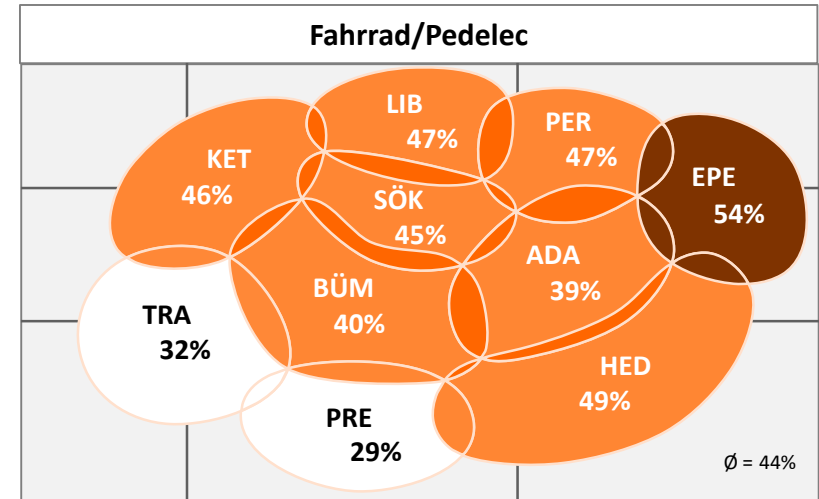 Fahrrad/Pedelec
LIB
47%
PER
47%
KET
46%
EPE
54%
SÖK
45%
ADA
39%
BÜM
40%
TRA
32%
HED
49%
PRE
29%
Ø = 44%